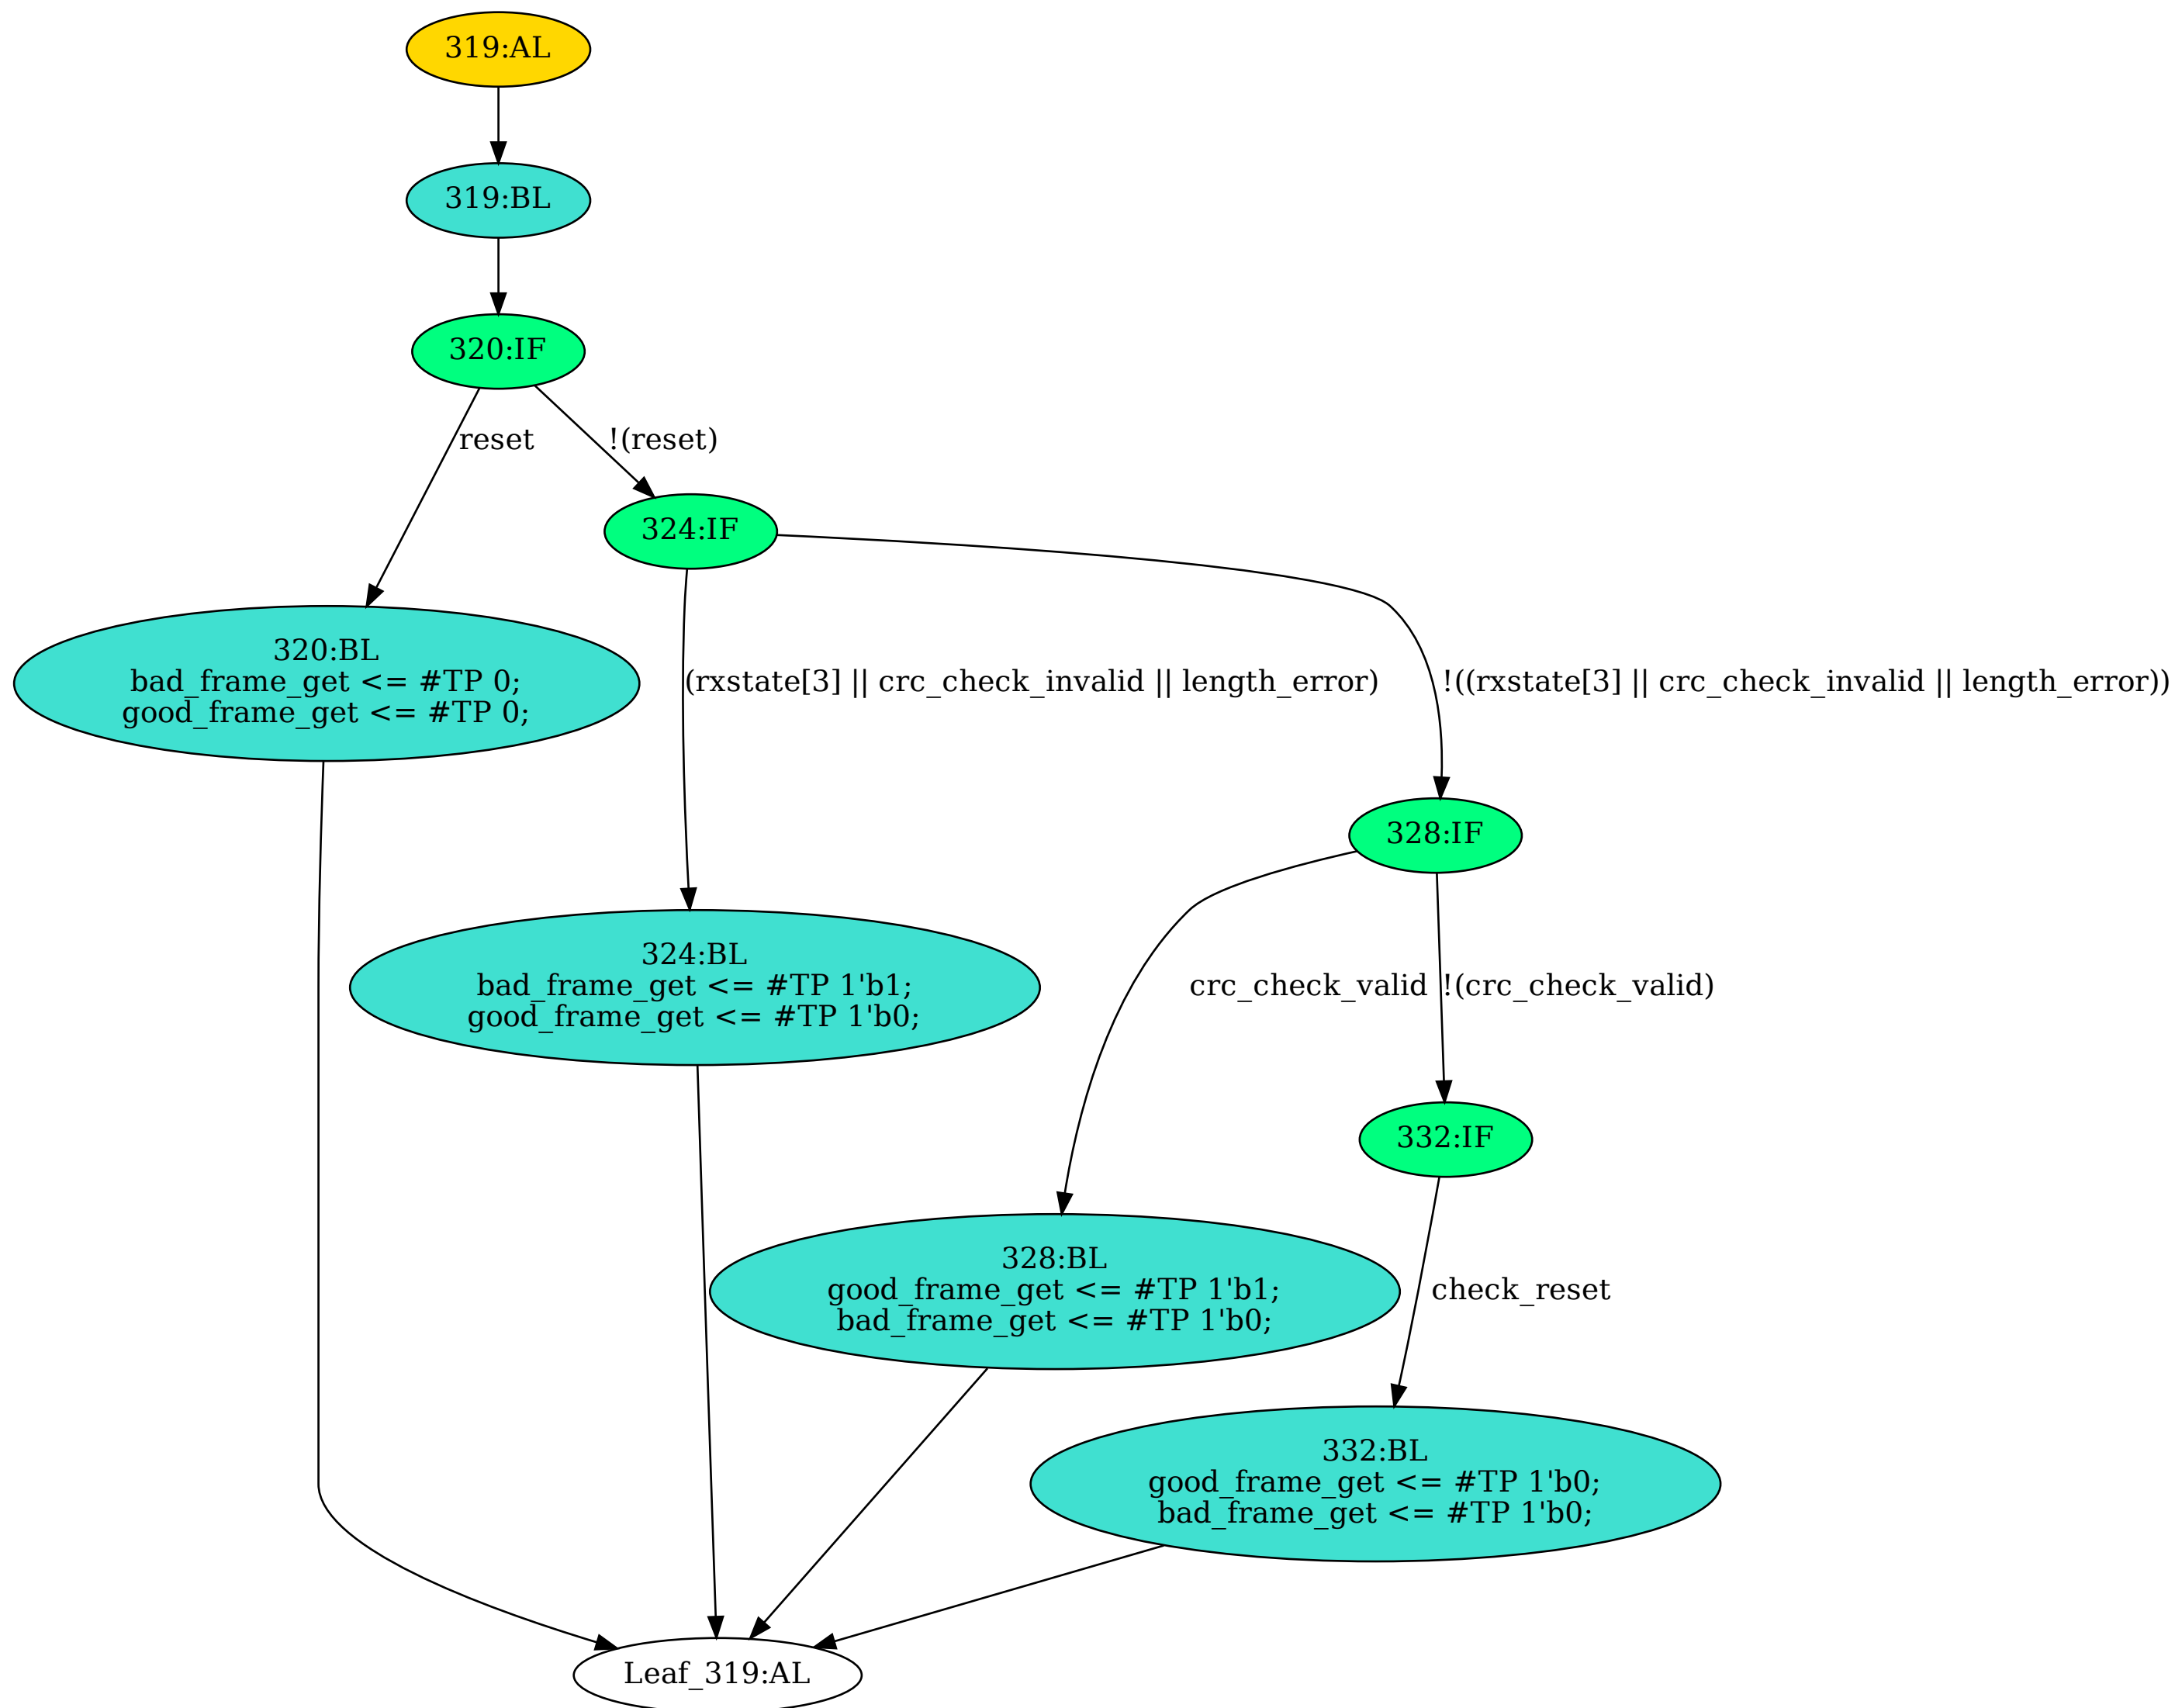 319:AL
319:BL
320:IF
reset
!(reset)
324:IF
320:BL
bad_frame_get <= #TP 0;
good_frame_get <= #TP 0;
(rxstate[3] || crc_check_invalid || length_error)
!((rxstate[3] || crc_check_invalid || length_error))
328:IF
324:BL
bad_frame_get <= #TP 1'b1;
good_frame_get <= #TP 1'b0;
crc_check_valid
!(crc_check_valid)
332:IF
328:BL
good_frame_get <= #TP 1'b1;
bad_frame_get <= #TP 1'b0;
check_reset
332:BL
good_frame_get <= #TP 1'b0;
bad_frame_get <= #TP 1'b0;
Leaf_319:AL